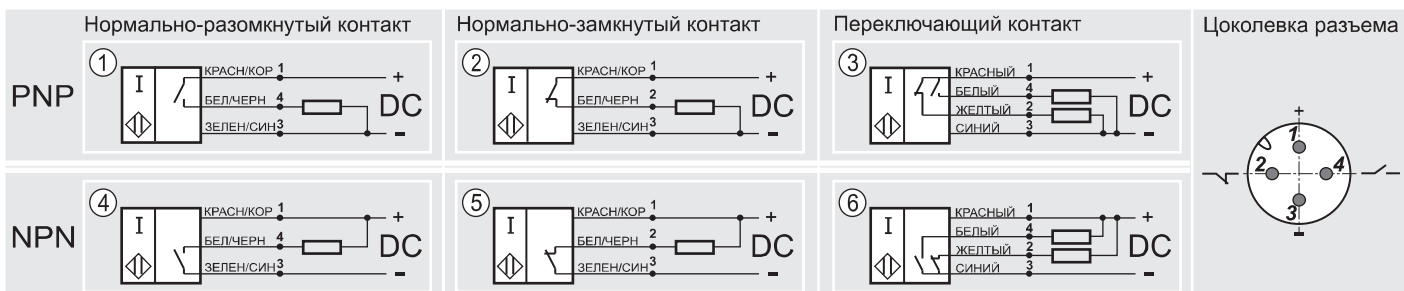 Нормально-разомкнутый контакт
Нормально-замкнутый контакт
Переключающий контакт
Цоколевка разъема
PNP
1
I
КРАСН/КОР 1
+
БЕЛ/ЧЕРН 4
DC
ЗЕЛЕН/СИН 3
-
2
I
КРАСН/КОР 1
+
БЕЛ/ЧЕРН 2
DC
ЗЕЛЕН/СИН 3
-
3
I
КРАСНЫЙ 1
+
БЕЛЫЙ 4
ЖЕЛТЫЙ 2
DC
СИНИЙ 3
-
+
1
2
4
3
-
NPN
4
I
КРАСН/КОР 1
+
БЕЛ/ЧЕРН 4
DC
ЗЕЛЕН/СИН 3
-
5
I
КРАСН/КОР 1
+
БЕЛ/ЧЕРН 2
DC
ЗЕЛЕН/СИН 3
-
6
I
КРАСНЫЙ 1
+
БЕЛЫЙ 4
ЖЕЛТЫЙ 2
DC
СИНИЙ 3
-